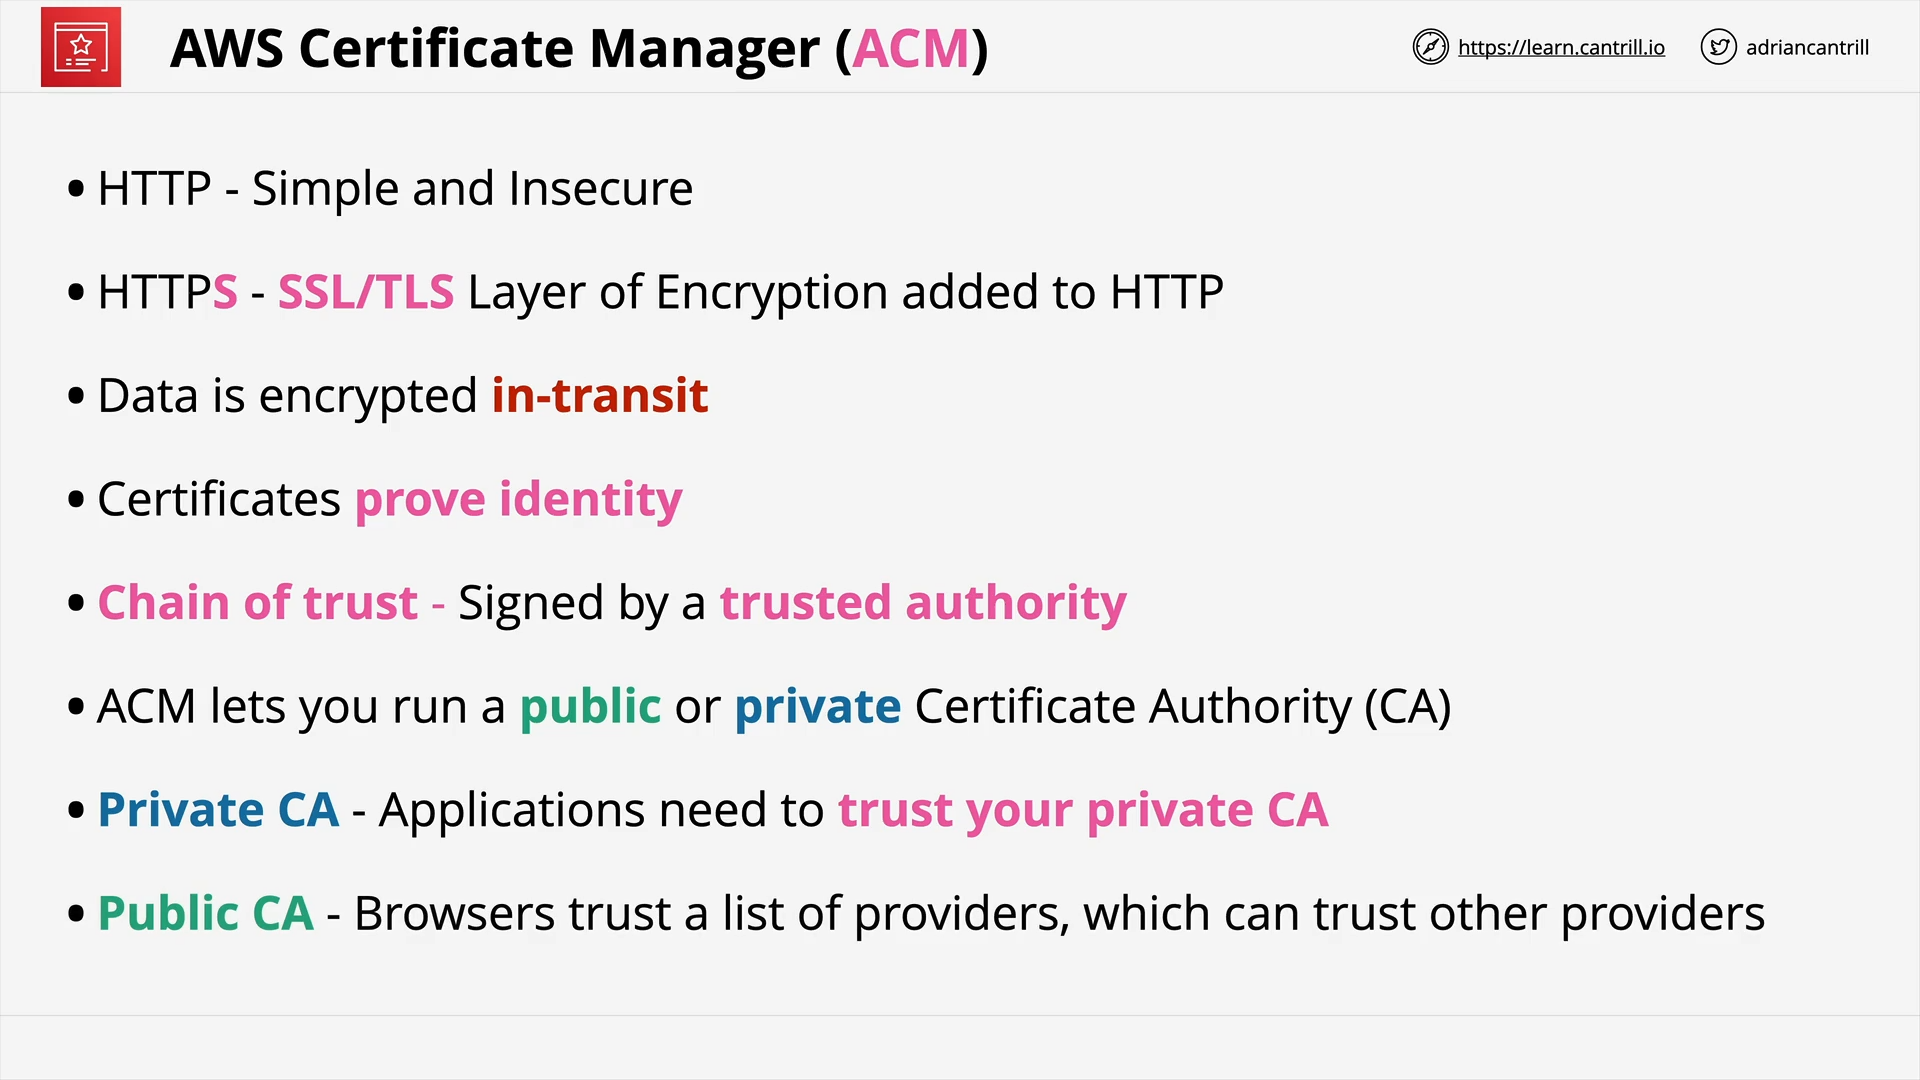 AWS Certificate Manager (ACM)
https://learn.cantrill.io
adriancantrill
• HTTP - Simple and Insecure
• HTTPS - SSL/TLS Layer of Encryption added to HTTP
• Data is encrypted in-transit
• Certificates prove identity
• Chain of trust - Signed by a trusted authority
• ACM lets you run a public or private Certificate Authority (CA)
• Private CA - Applications need to trust your private CA
• Public CA - Browsers trust a list of providers, which can trust other providers